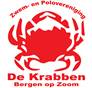 Zwem- en Polovereniging
De Krabben
Bergen op Zoom